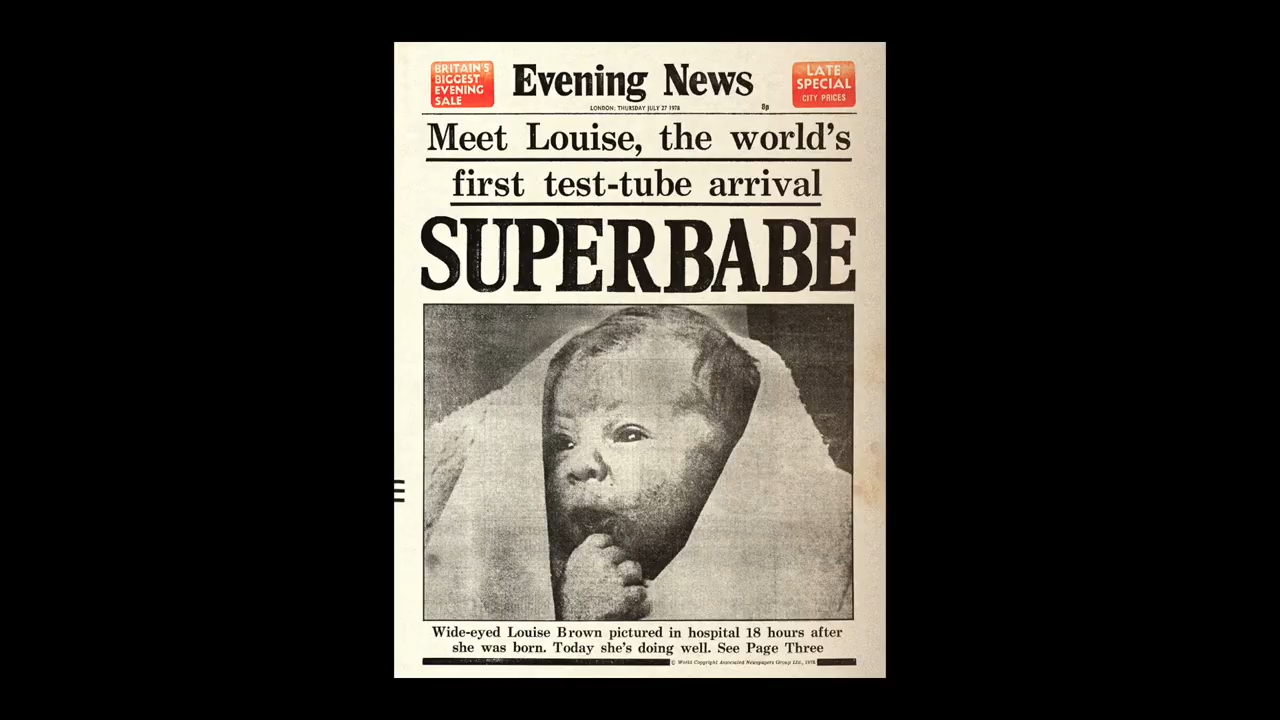 BRITAIN'S
BIGGEST
EVENING
SALE
Evening News
LATE
SPECIAL
CITY PRICES
LONDON: THURSDAY JULY 27 1978
8p
Meet Louise, the world's
first test-tube arrival
SUPERBABE
Wide-eyed Louise Brown pictured in hospital 18 hours after
she was born. Today she's doing well. See Page Three
© World Copyright Associated Newspapers Group Ltd., 1978